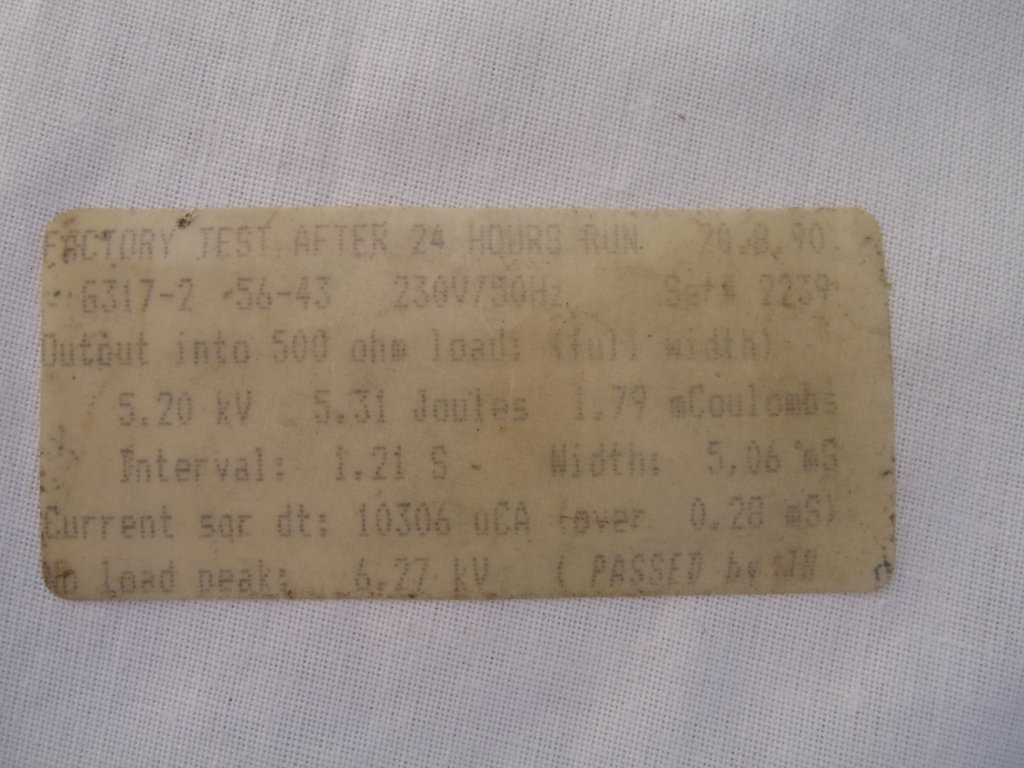 FACTORY TEST AFTER 24 HOURS RUN 20.8.90
6317-2 56-43 230V/50Hz Ser# 2239
Output into 500 ohm load: (full width)
5.20 kV 5.31 Joules 1.79 mCoulombs
Interval: 1.21 S Width: 5.06 mS
Current sqr dt: 10306 uCA (over 0.28 mS)
No load peak: 6.27 kV ( PASSED by